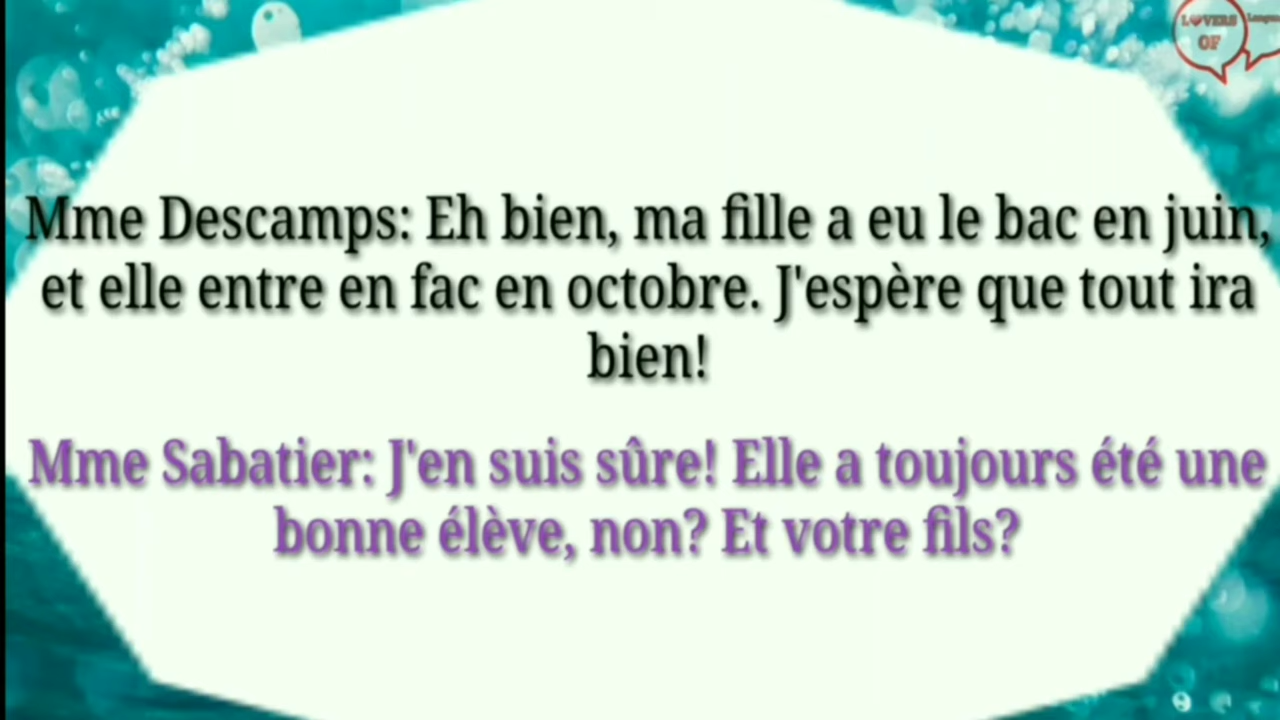 LOVERS
OF
Mme Descamps: Eh bien, ma fille a eu le bac en juin,
et elle entre en fac en octobre. J'espère que tout ira
bien!
Mme Sabatier: J'en suis sûre! Elle a toujours été une
bonne élève, non? Et votre fils?